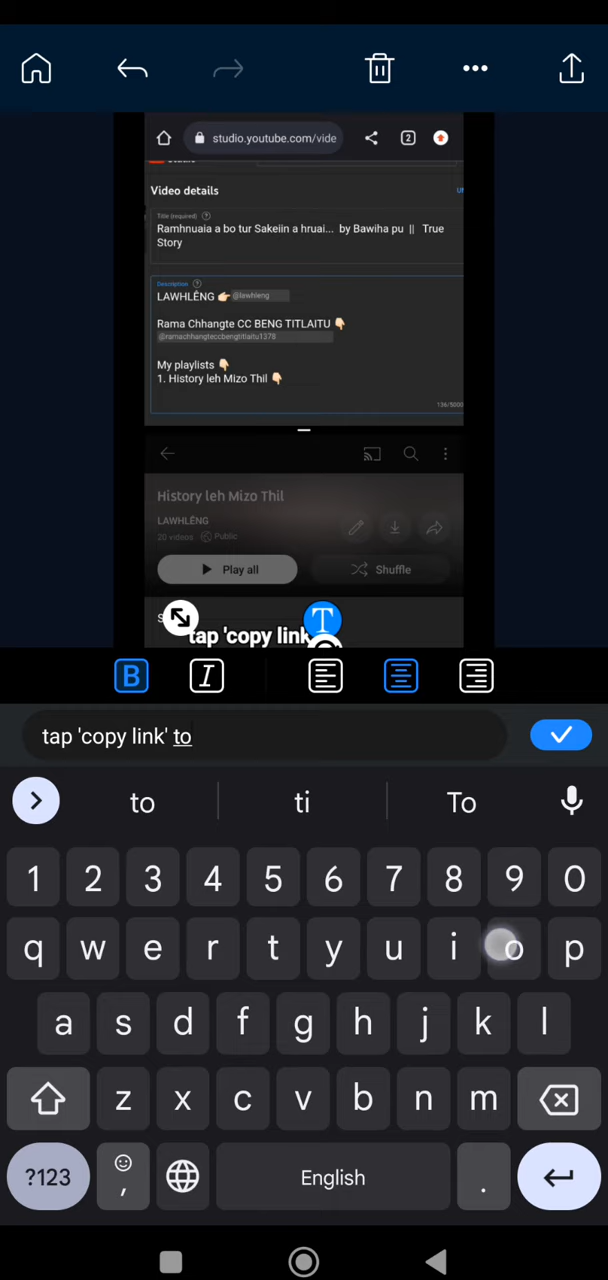 studio.youtube.com/vide
2
Video details
UN
Title (required)
Ramhnuaia a bo tur Sakeiin a hruai... by Bawiha pu || True
Story
Description
LAWHLÊNG 👉🏻 @lawhleng
Rama Chhangte CC BENG TITLAITU 👇🏻
@ramachhangteccbengtitlaitu1378
My playlists 👇🏻
1. History leh Mizo Thil 👇🏻
136/5000
History leh Mizo Thil
LAWHLÊNG
20 videos Public
Play all
Shuffle
S
T
tap 'copy link'
B I
tap 'copy link' to
to ti To
1 2 3 4 5 6 7 8 9 0
q w e r t y u i o p
a s d f g h j k l
z x c v b n m
?123 , English .